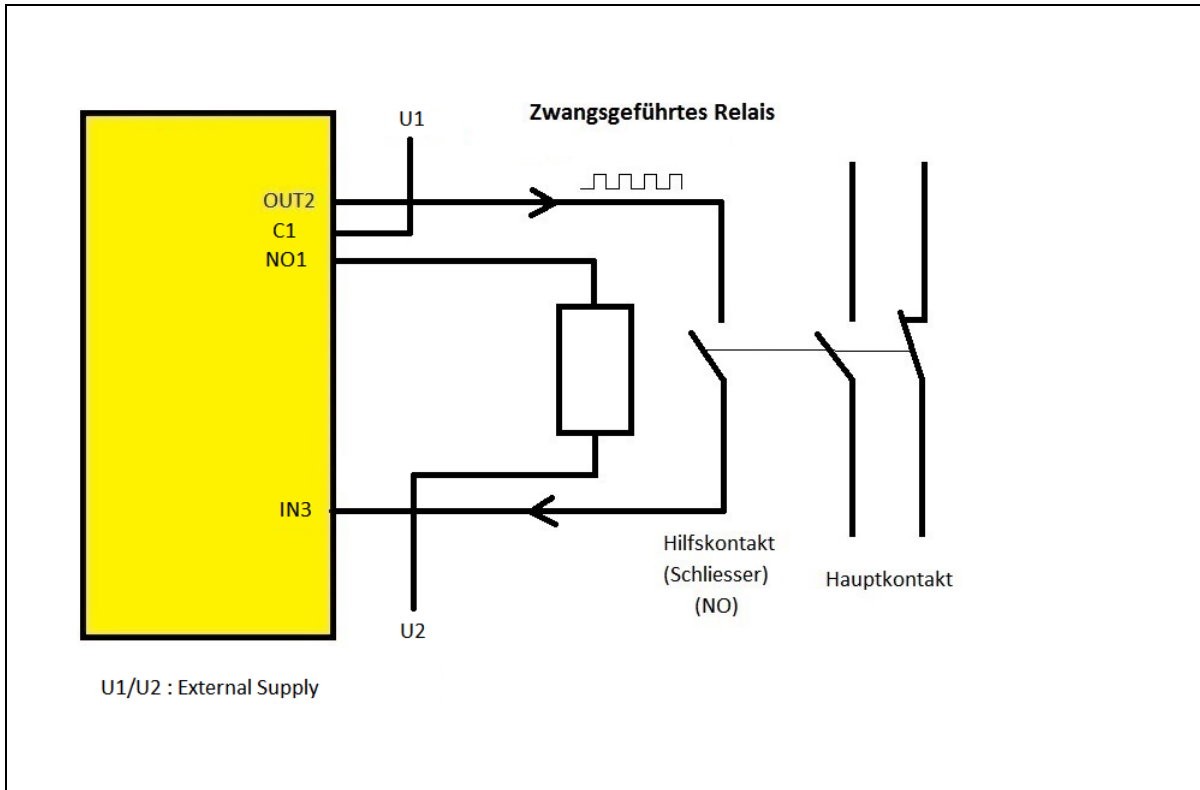 Zwangsgeführtes Relais
U1
OUT2
C1
NO1
IN3
Hilfskontakt
(Schliesser)
(NO)
Hauptkontakt
U2
U1/U2 : External Supply